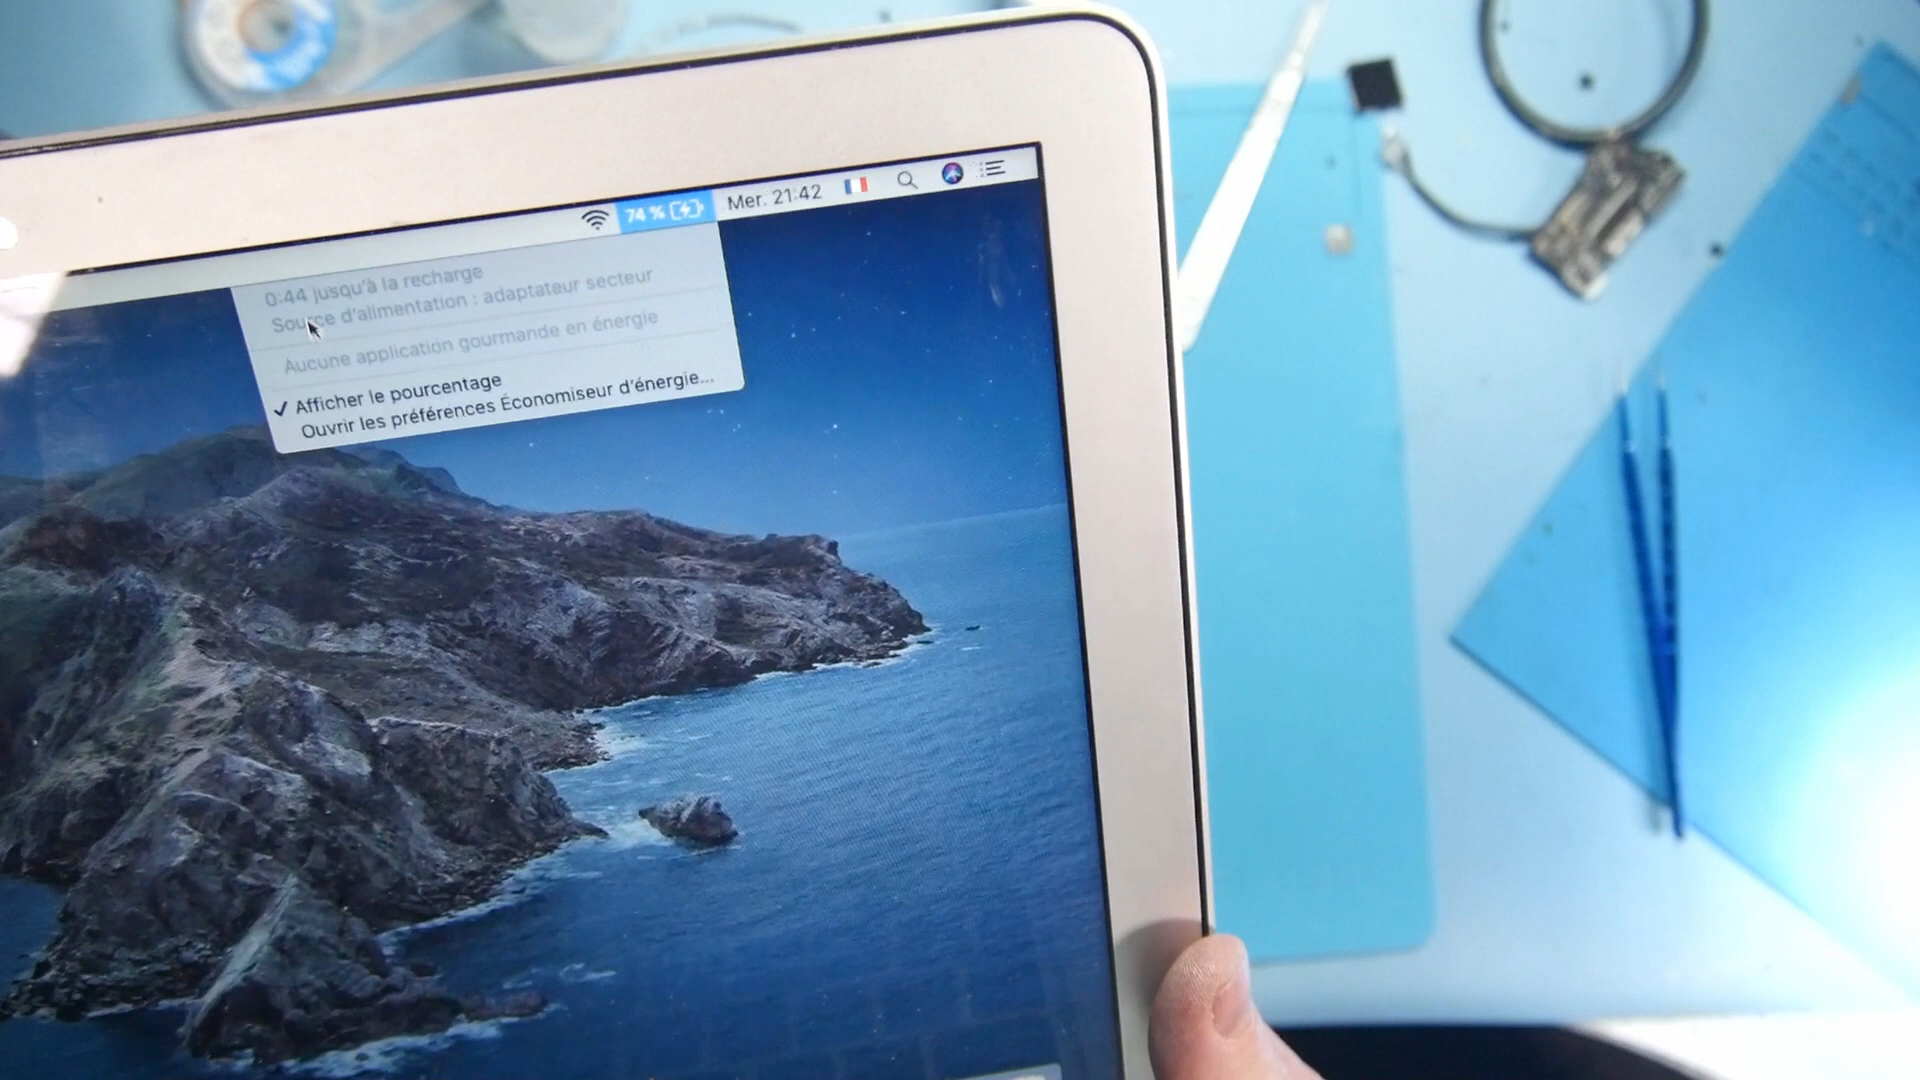 74 % Mer. 21:42
0:44 jusqu'à la recharge
Source d'alimentation : adaptateur secteur
Aucune application gourmande en énergie
✓ Afficher le pourcentage
Ouvrir les préférences Économiseur d'énergie...